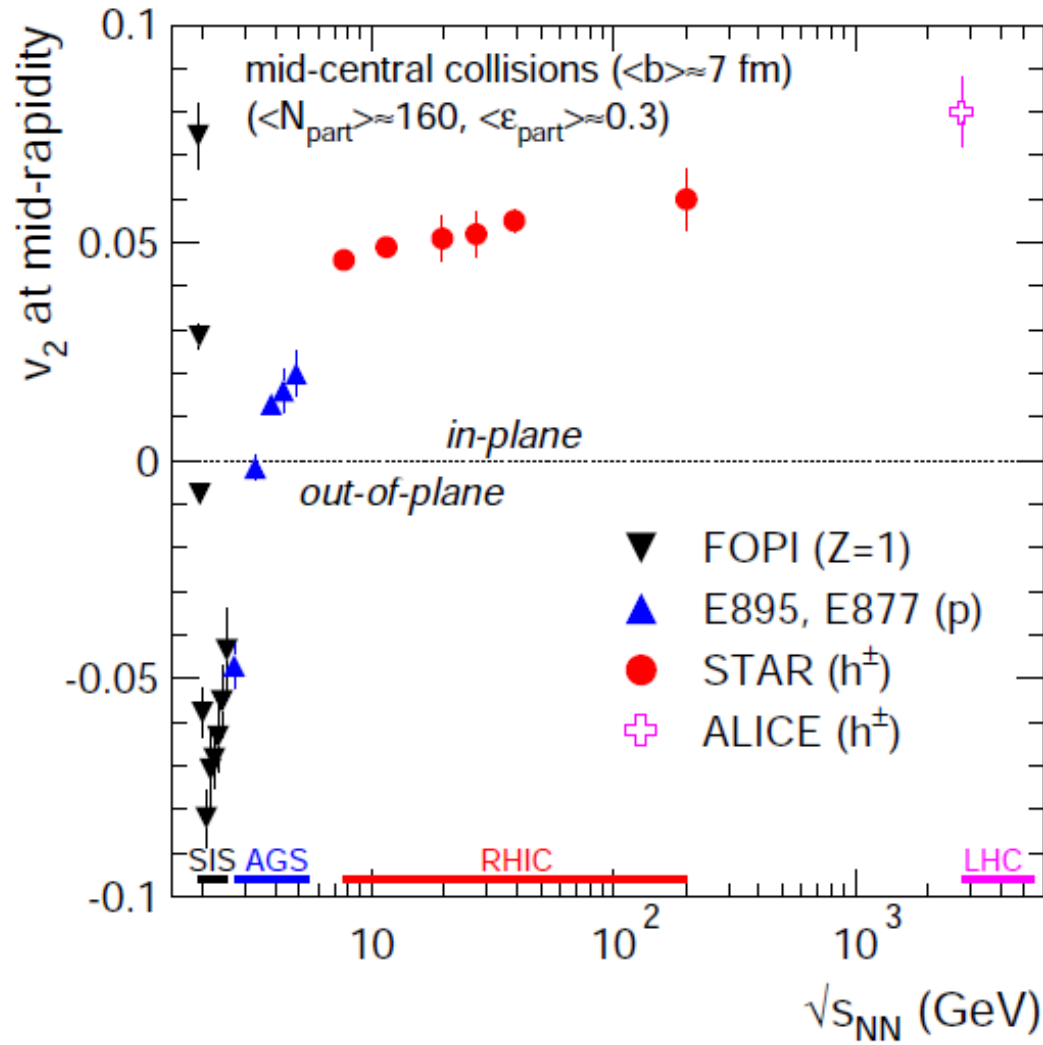 0.1
0.05
0
-0.05
-0.1
v2 at mid-rapidity
mid-central collisions (<b>≈7 fm)
(<Npart>≈160, <εpart>≈0.3)
in-plane
out-of-plane
FOPI (Z=1)
E895, E877 (p)
STAR (h±)
ALICE (h±)
SIS
AGS
RHIC
LHC
10
10²
10³
√sNN (GeV)